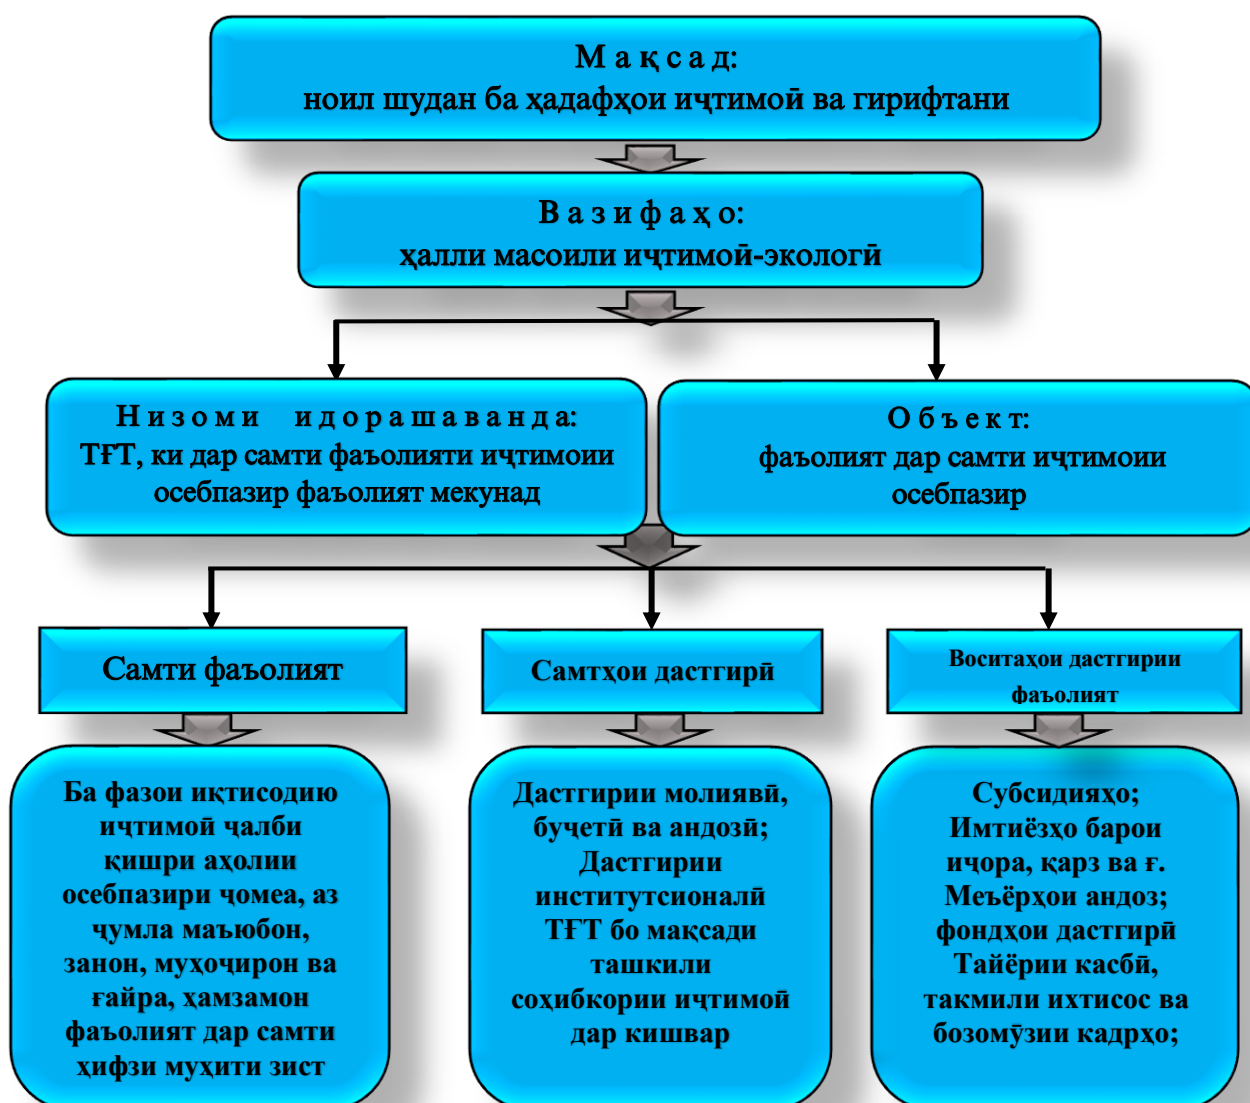 М а қ с а д:
ноил шудан ба ҳадафҳои иҷтимоӣ ва гирифтани
В а з и ф а ҳ о:
ҳалли масоили иҷтимоӣ-экологӣ
Н и з о м и и д о р а ш а в а н д а:
ТҒТ, ки дар самти фаъолияти иҷтимоии
осебпазир фаъолият мекунад
О б ъ е к т:
фаъолият дар самти иҷтимоии
осебпазир
Самти фаъолият
Самтҳои дастгирӣ
Воситаҳои дастгирии
фаъолият
Ба фазои иқтисодию
иҷтимоӣ ҷалби
қишри аҳолии
осебпазири ҷомеа, аз
ҷумла маъюбон,
занон, муҳоҷирон ва
ғайра, ҳамзамон
фаъолият дар самти
ҳифзи муҳити зист
Дастгирии молиявӣ,
буҷетӣ ва андозӣ;
Дастгирии
институтсионалӣ
ТҒТ бо мақсади
ташкили
соҳибкории иҷтимоӣ
дар кишвар
Субсидияҳо;
Имтиёзҳо барои
иҷора, қарз ва ғ.
Меъёрҳои андоз;
фондҳои дастгирӣ
Тайёрии касбӣ,
такмили ихтисос ва
бозомӯзии кадрҳо;